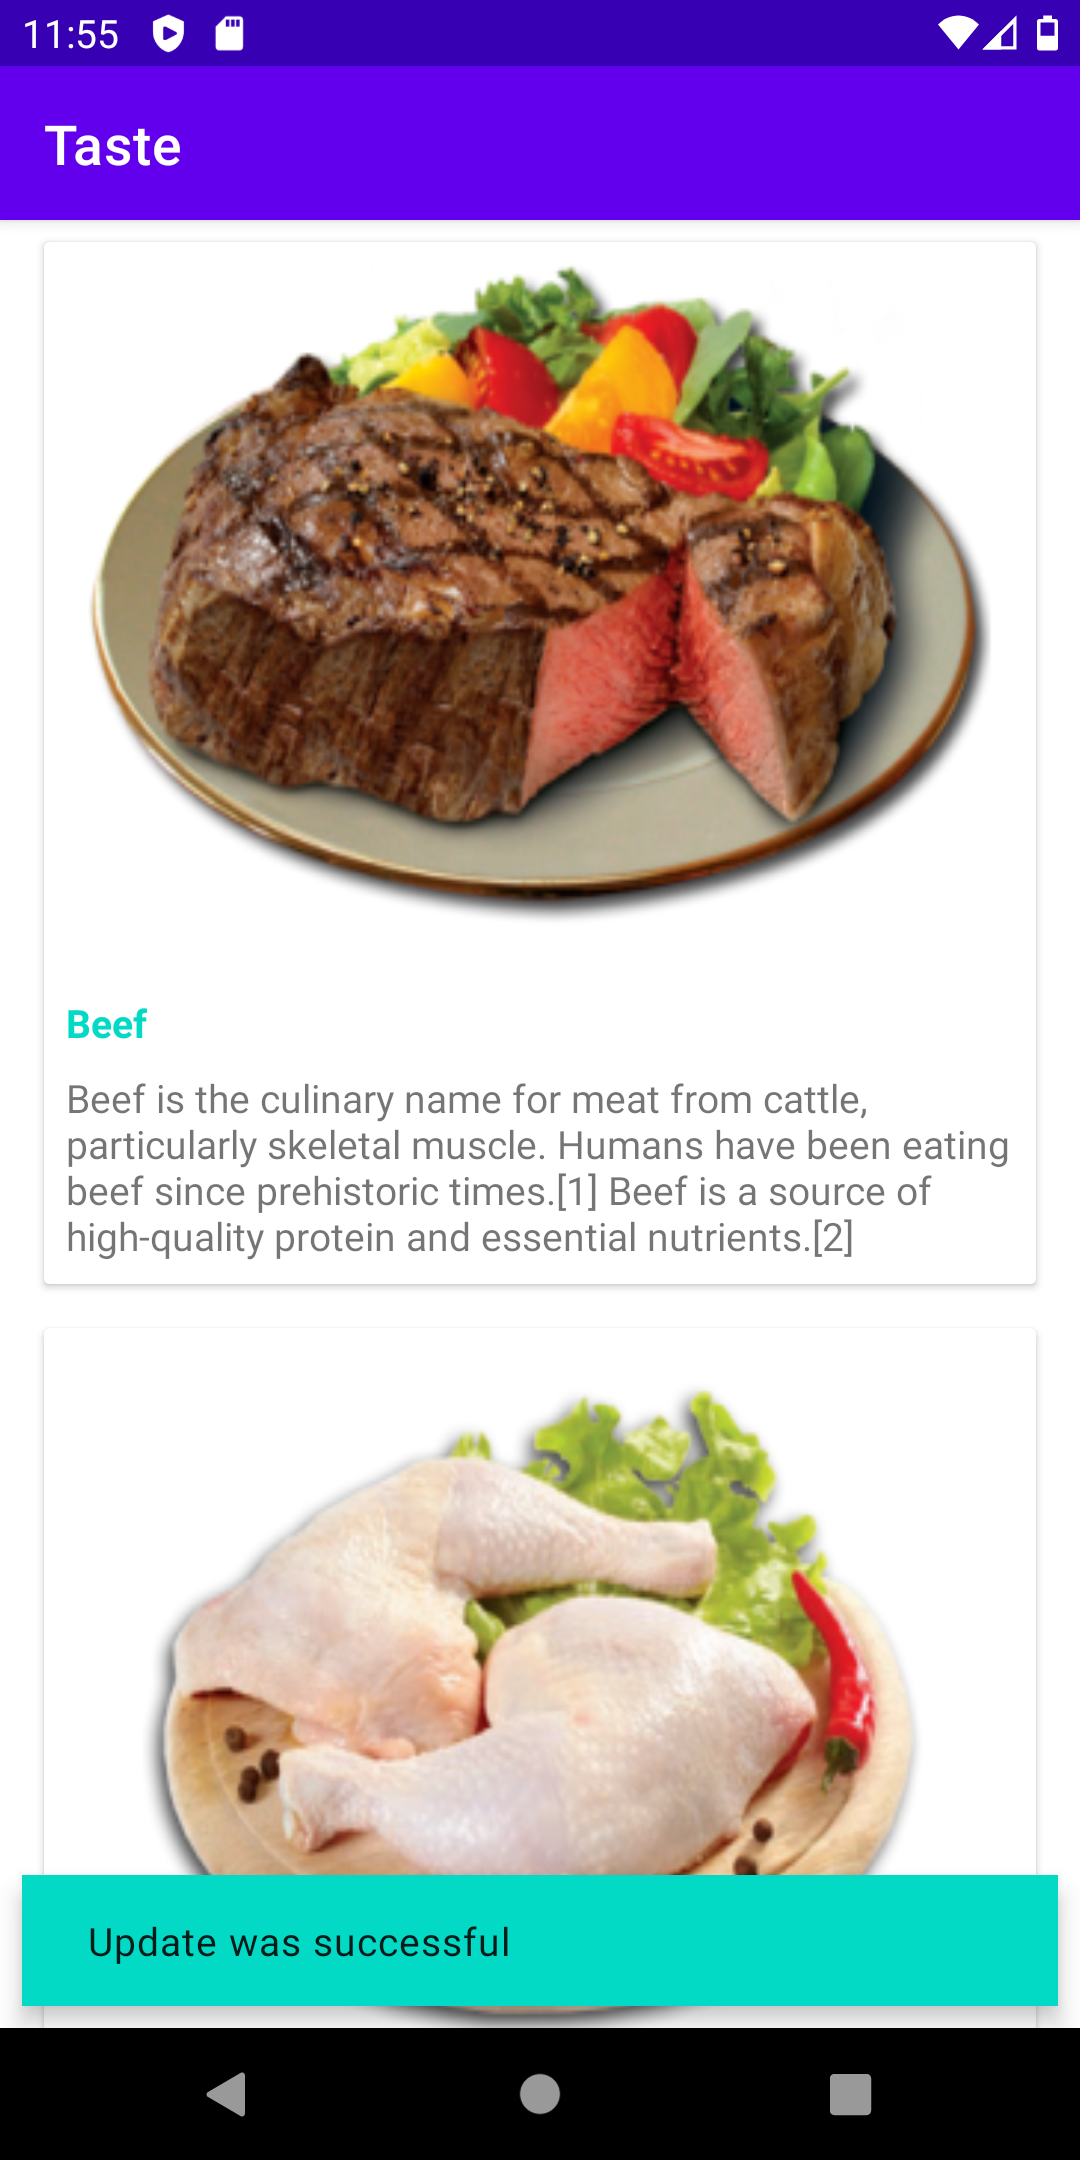 11:55
Taste
Beef
Beef is the culinary name for meat from cattle,
particularly skeletal muscle. Humans have been eating
beef since prehistoric times.[1] Beef is a source of
high-quality protein and essential nutrients.[2]
Update was successful